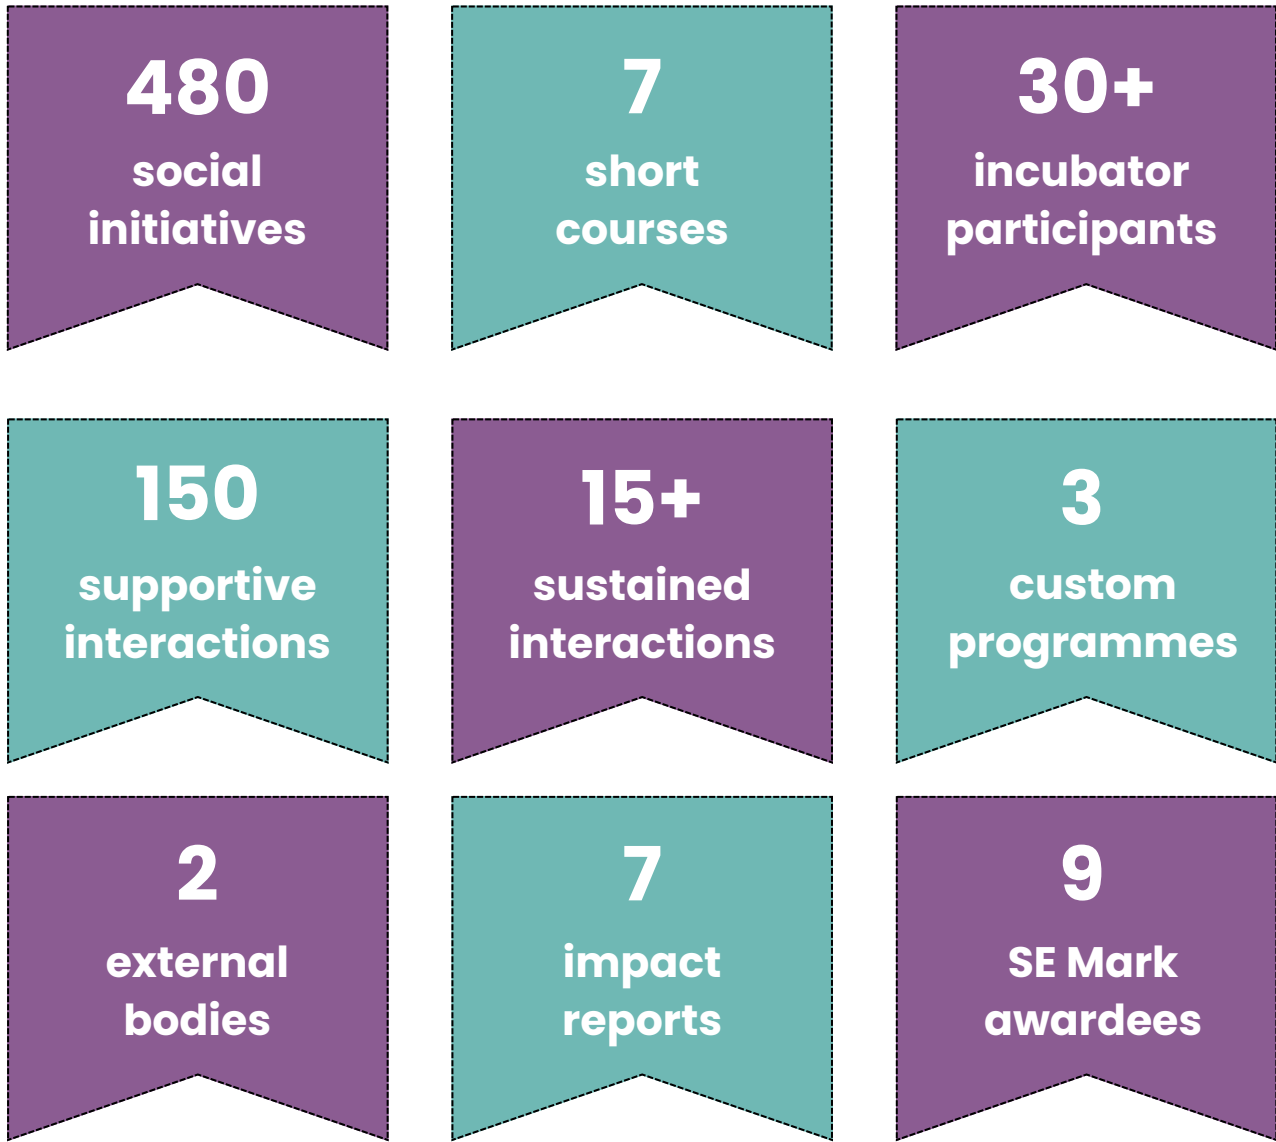 480
social
initiatives
7
short
courses
30+
incubator
participants
150
supportive
interactions
15+
sustained
interactions
3
custom
programmes
2
external
bodies
7
impact
reports
9
SE Mark
awardees